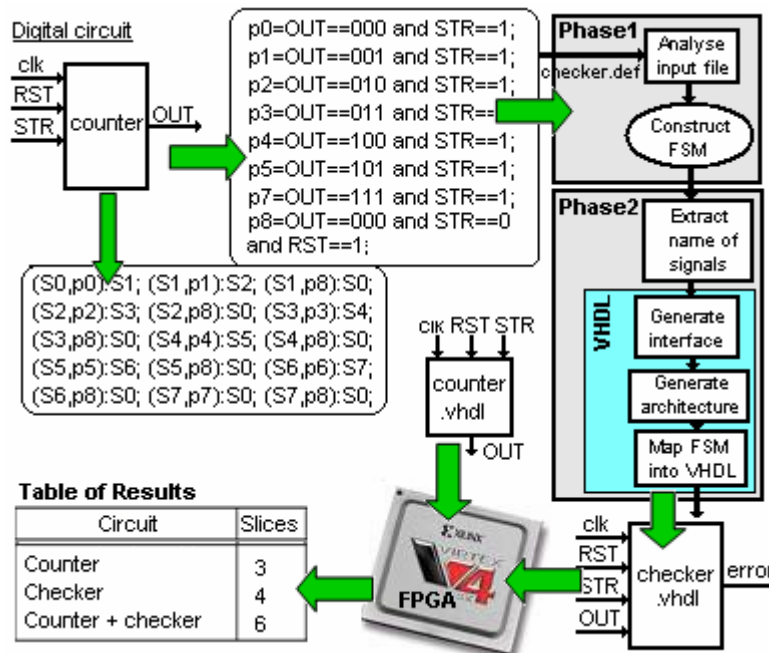 Digital circuit
clk
RST
STR
counter
OUT
p0=OUT==000 and STR==1;
p1=OUT==001 and STR==1;
p2=OUT==010 and STR==1;
p3=OUT==011 and STR==
p4=OUT==100 and STR==1;
p5=OUT==101 and STR==1;
p7=OUT==111 and STR==1;
p8=OUT==000 and STR==0
and RST==1;
checker.def
Phase1
Analyse
input file
Construct
FSM
Phase2
Extract
name of
signals
VHDL
Generate
interface
Generate
architecture
Map FSM
into VHDL
(S0,p0):S1; (S1,p1):S2; (S1,p8):S0;
(S2,p2):S3; (S2,p8):S0; (S3,p3):S4;
(S3,p8):S0; (S4,p4):S5; (S4,p8):S0;
(S5,p5):S6; (S5,p8):S0; (S6,p6):S7;
(S6,p8):S0; (S7,p7):S0; (S7,p8):S0;
clk RST STR
counter
.vhdl
OUT
Table of Results
Circuit Slices
Counter 3
Checker 4
Counter + checker 6
XILINX
VIRTEX
4
FPGA
clk
RST
STR
OUT
checker
.vhdl
error